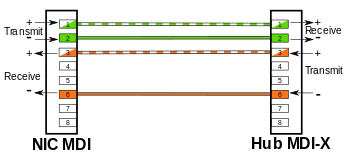 + 1 1 +
Transmit Receive
- 2 2 -
+ 3 3 +
4 4
Receive 5 5 Transmit
- 6 6 -
7 7
8 8
NIC MDI Hub MDI-X